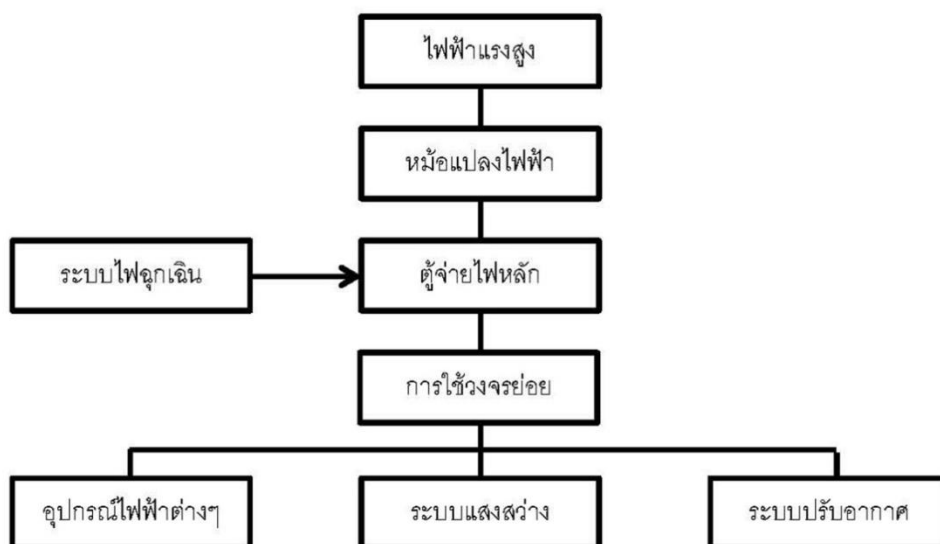 ไฟฟ้าแรงสูง
หม้อแปลงไฟฟ้า
ระบบไฟฉุกเฉิน
ตู้จ่ายไฟหลัก
การใช้วงจรย่อย
อุปกรณ์ไฟฟ้าต่างๆ
ระบบแสงสว่าง
ระบบปรับอากาศ